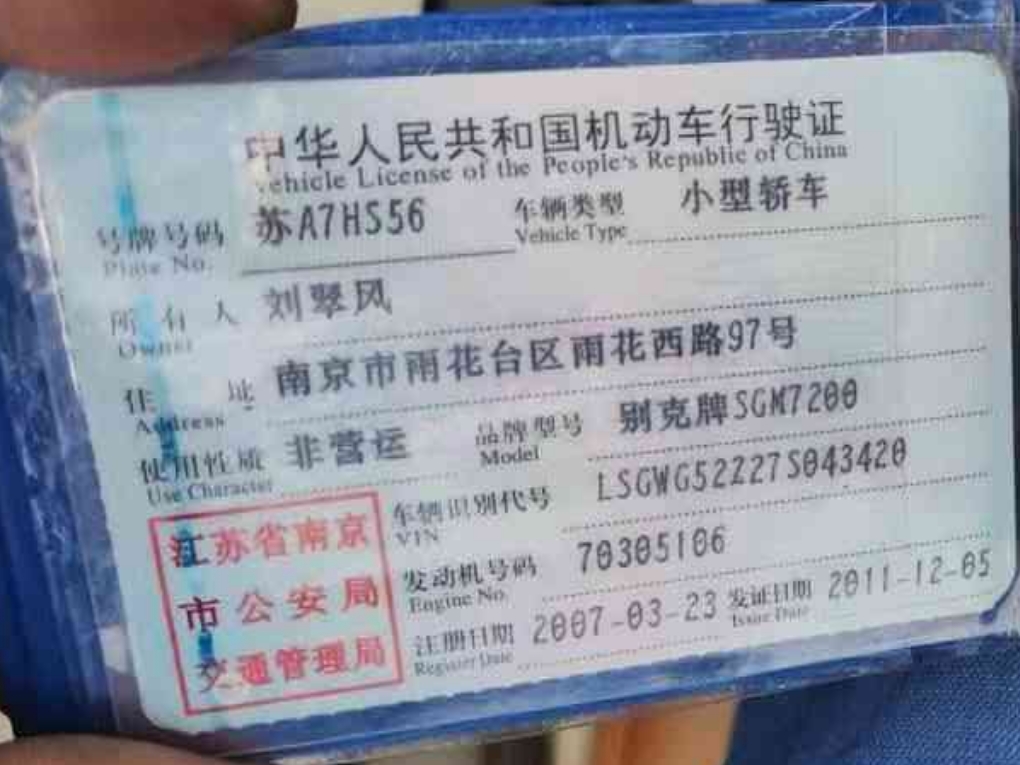 中华人民共和国机动车行驶证
Vehicle License of the People's Republic of China
号牌号码 苏A7HS56 车辆类型 小型轿车
Plate No. Vehicle Type
所有人 刘翠风
Owner
住址 南京市雨花台区雨花西路97号
Address
使用性质 非营运 品牌型号 别克牌SGM7200
Use Character Model
车辆识别代号 LSGWG52227S043420
VIN
发动机号码 70305106
Engine No.
注册日期 2007-03-23 发证日期 2011-12-05
Register Date Issue Date
江苏省南京
市公安局
交通管理局